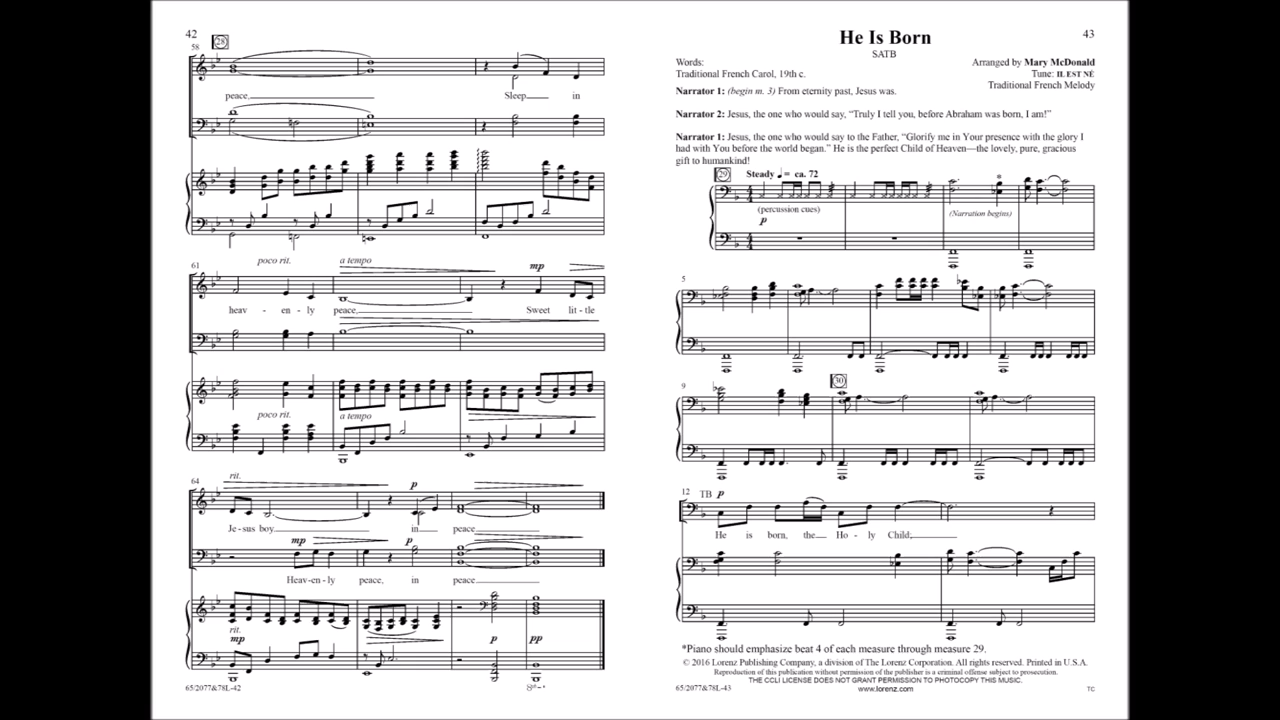 42
58
28
peace,
Sleep in
61
poco rit.
a tempo
mp
heav - en - ly peace, Sweet lit - tle
poco rit.
a tempo
64
rit.
p
Je - sus boy in peace.
mp
p
Heav-en - ly peace, in peace.
rit.
mp
p
pp
65/2077&78L-42
43
He Is Born
SATB
Words:
Traditional French Carol, 19th c.
Arranged by Mary McDonald
Tune: IL EST NÉ
Traditional French Melody
Narrator 1: (begin m. 3) From eternity past, Jesus was.
Narrator 2: Jesus, the one who would say, “Truly I tell you, before Abraham was born, I am!”
Narrator 1: Jesus, the one who would say to the Father, “Glorify me in Your presence with the glory I
had with You before the world began.” He is the perfect Child of Heaven—the lovely, pure, gracious
gift to humankind!
29
Steady ♩ = ca. 72
*
(percussion cues)
(Narration begins)
p
5
9
30
12
TB p
He is born, the Ho - ly Child;
*Piano should emphasize beat 4 of each measure through measure 29.
© 2016 Lorenz Publishing Company, a division of The Lorenz Corporation. All rights reserved. Printed in U.S.A.
Reproduction of this publication without permission of the publisher is a criminal offense subject to prosecution.
THE CCLI LICENSE DOES NOT GRANT PERMISSION TO PHOTOCOPY THIS MUSIC.
65/2077&78L-43
www.lorenz.com
TC